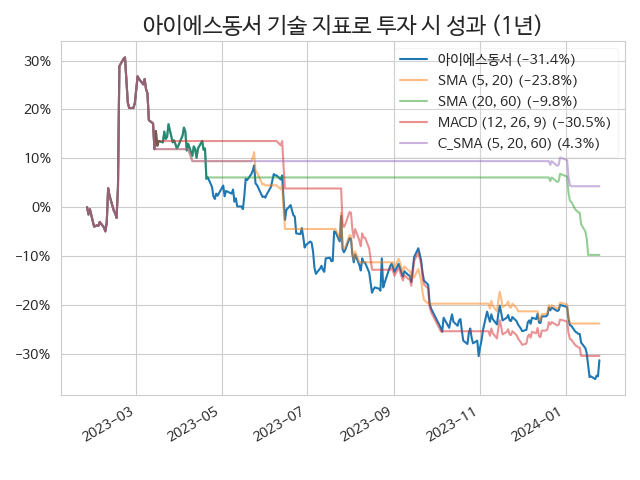 아이에스동서 기술 지표로 투자 시 성과 (1년)
30%
20%
10%
0%
−10%
−20%
−30%
아이에스동서 (−31.4%)
SMA (5, 20) (−23.8%)
SMA (20, 60) (−9.8%)
MACD (12, 26, 9) (−30.5%)
C_SMA (5, 20, 60) (4.3%)
2023−03
2023−05
2023−07
2023−09
2023−11
2024−01